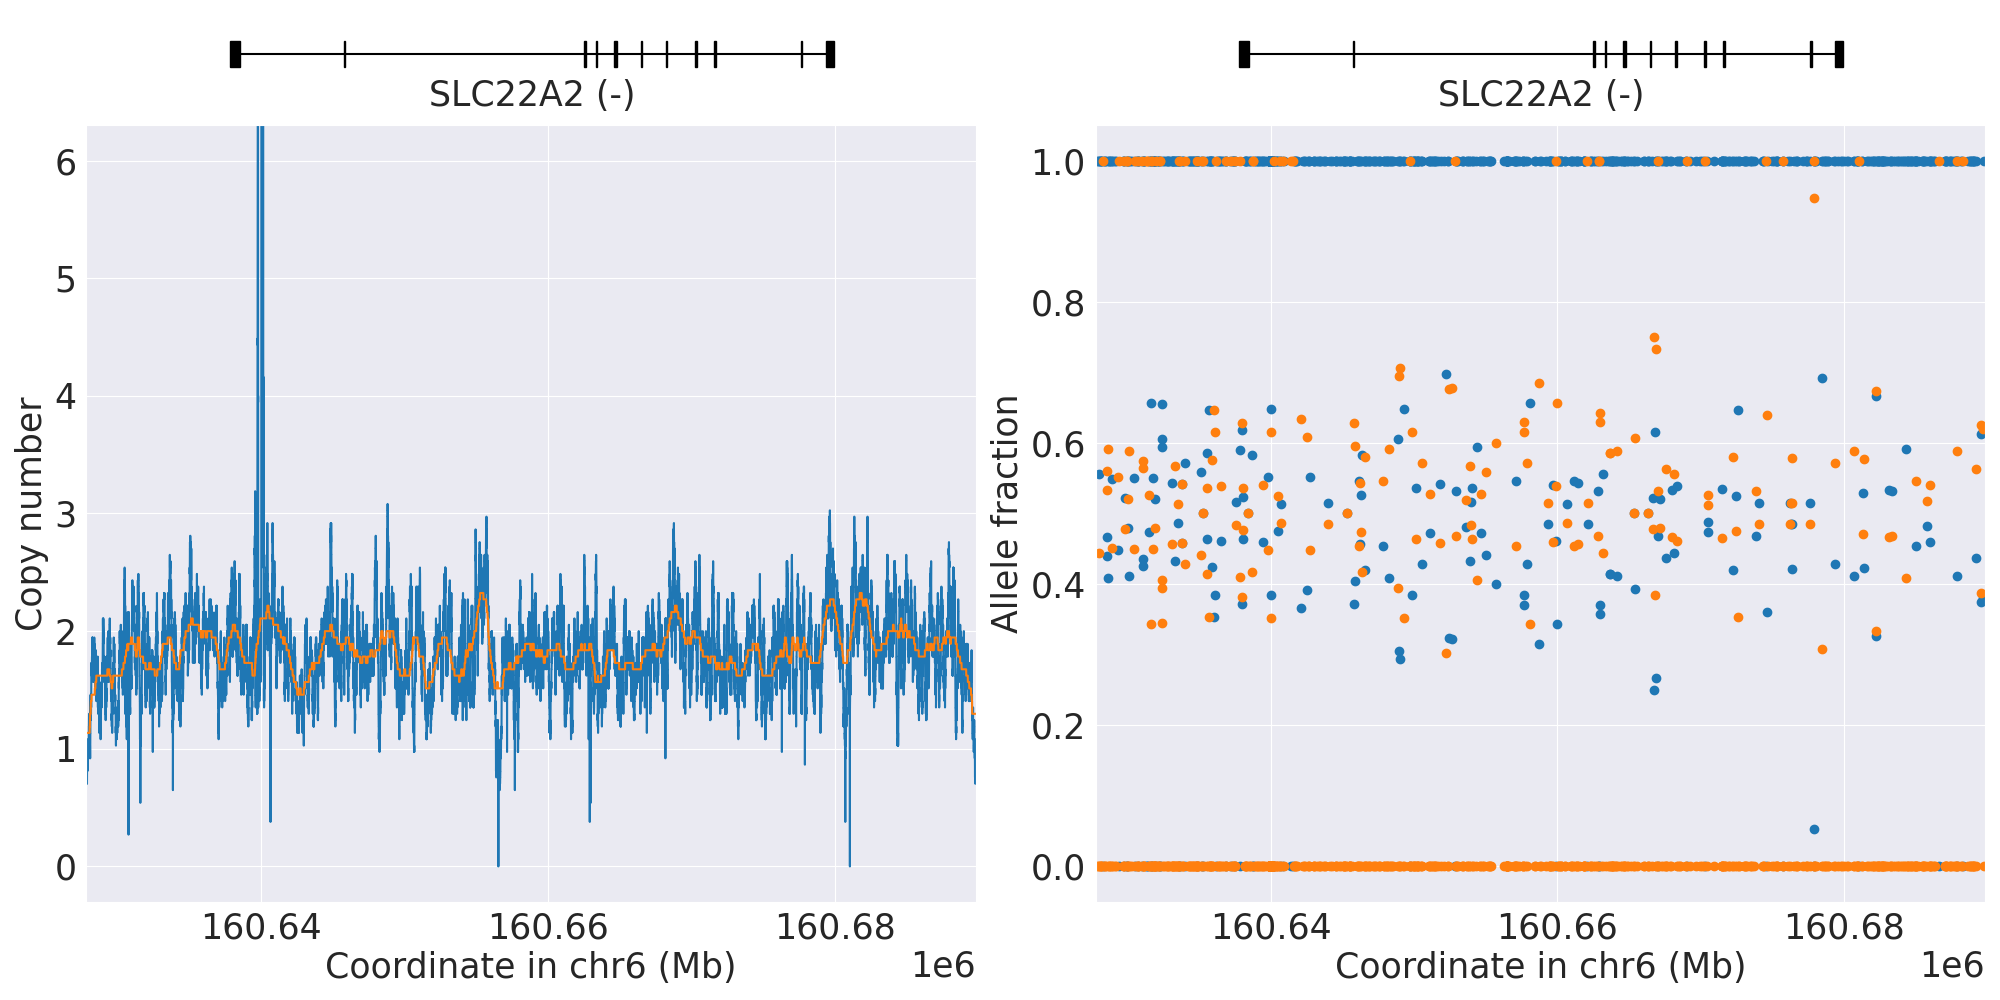 SLC22A2 (-)
Copy number
6
5
4
3
2
1
0
160.64
160.66
160.68
Coordinate in chr6 (Mb)
1e6
SLC22A2 (-)
Allele fraction
1.0
0.8
0.6
0.4
0.2
0.0
160.64
160.66
160.68
Coordinate in chr6 (Mb)
1e6